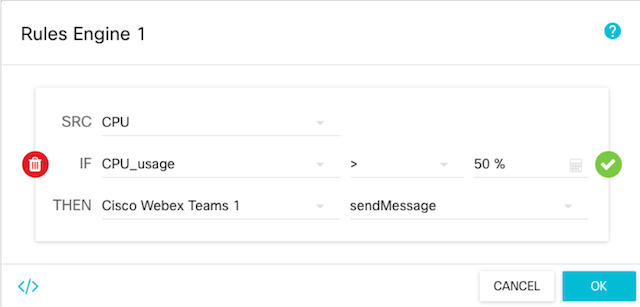 Rules Engine 1
?
SRC CPU
IF CPU_usage > 50 %
THEN Cisco Webex Teams 1 sendMessage
</> CANCEL OK